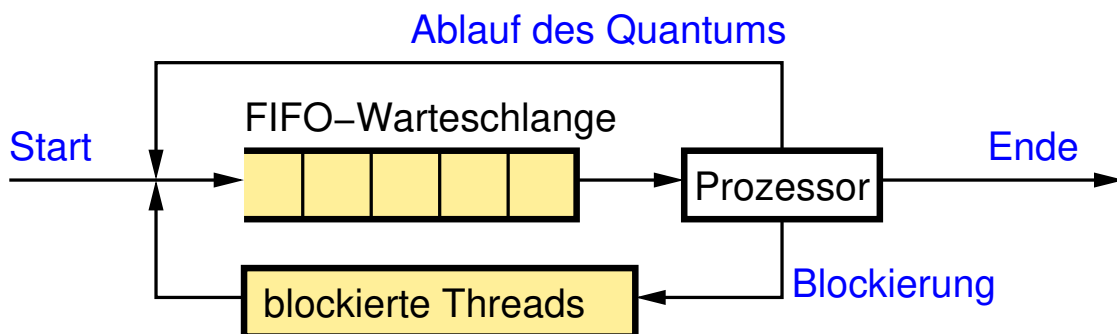 Ablauf des Quantums
FIFO–Warteschlange
Start
Ende
Prozessor
Blockierung
blockierte Threads